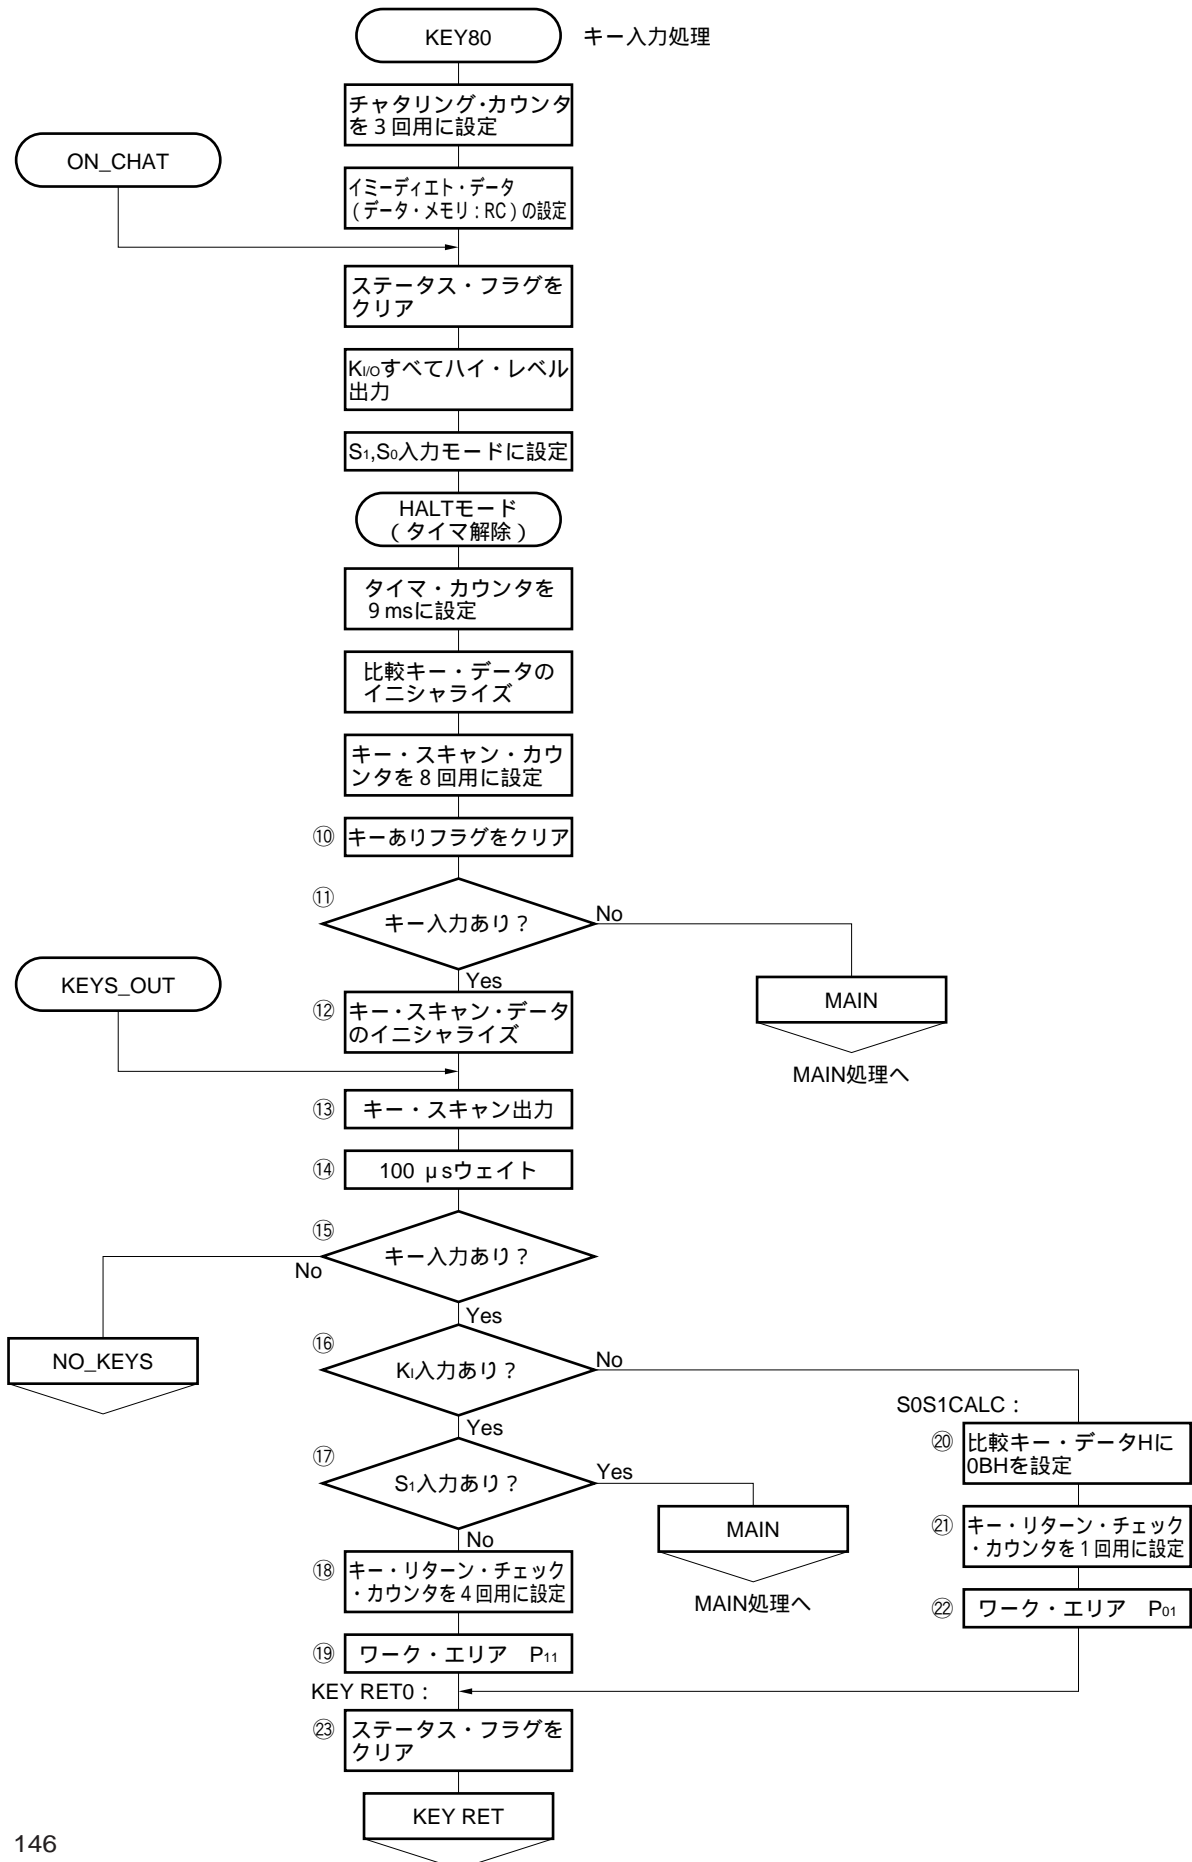 KEY80
キー入力処理
チャタリング・カウンタ
を3回用に設定
ON_CHAT
イミーディエト・データ
(データ・メモリ:RC)の設定
ステータス・フラグを
クリア
KI/Oすべてハイ・レベル
出力
S1,S0入力モードに設定
HALTモード
(タイマ解除)
タイマ・カウンタを
9 msに設定
比較キー・データの
イニシャライズ
キー・スキャン・カウ
ンタを8回用に設定
⑩ キーありフラグをクリア
⑪
キー入力あり?
No
Yes
KEYS_OUT
MAIN
MAIN処理へ
⑫ キー・スキャン・データ
のイニシャライズ
⑬ キー・スキャン出力
⑭ 100 μsウェイト
⑮
キー入力あり?
No
Yes
NO_KEYS
⑯
KI入力あり?
No
Yes
S0S1CALC:
⑳ 比較キー・データHに
0BHを設定
⑰
S1入力あり?
Yes
No
MAIN
MAIN処理へ
㉑ キー・リターン・チェック
・カウンタを1回用に設定
⑱ キー・リターン・チェック
・カウンタを4回用に設定
㉒ ワーク・エリア P01
⑲ ワーク・エリア P11
KEY RET0:
㉓ ステータス・フラグを
クリア
KEY RET
146